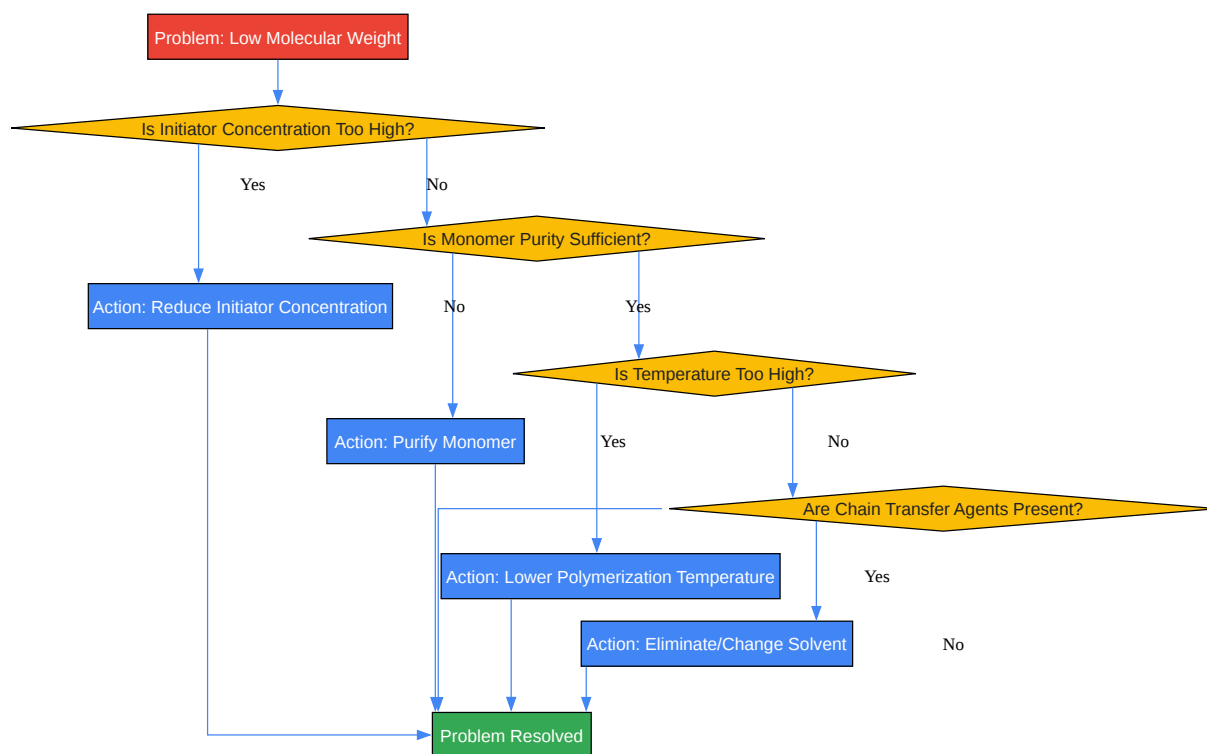 Problem: Low Molecular Weight
Is Initiator Concentration Too High?
Yes
No
Is Monomer Purity Sufficient?
Action: Reduce Initiator Concentration
No
Yes
Is Temperature Too High?
Action: Purify Monomer
Yes
No
Are Chain Transfer Agents Present?
Action: Lower Polymerization Temperature
Yes
Action: Eliminate/Change Solvent
No
Problem Resolved